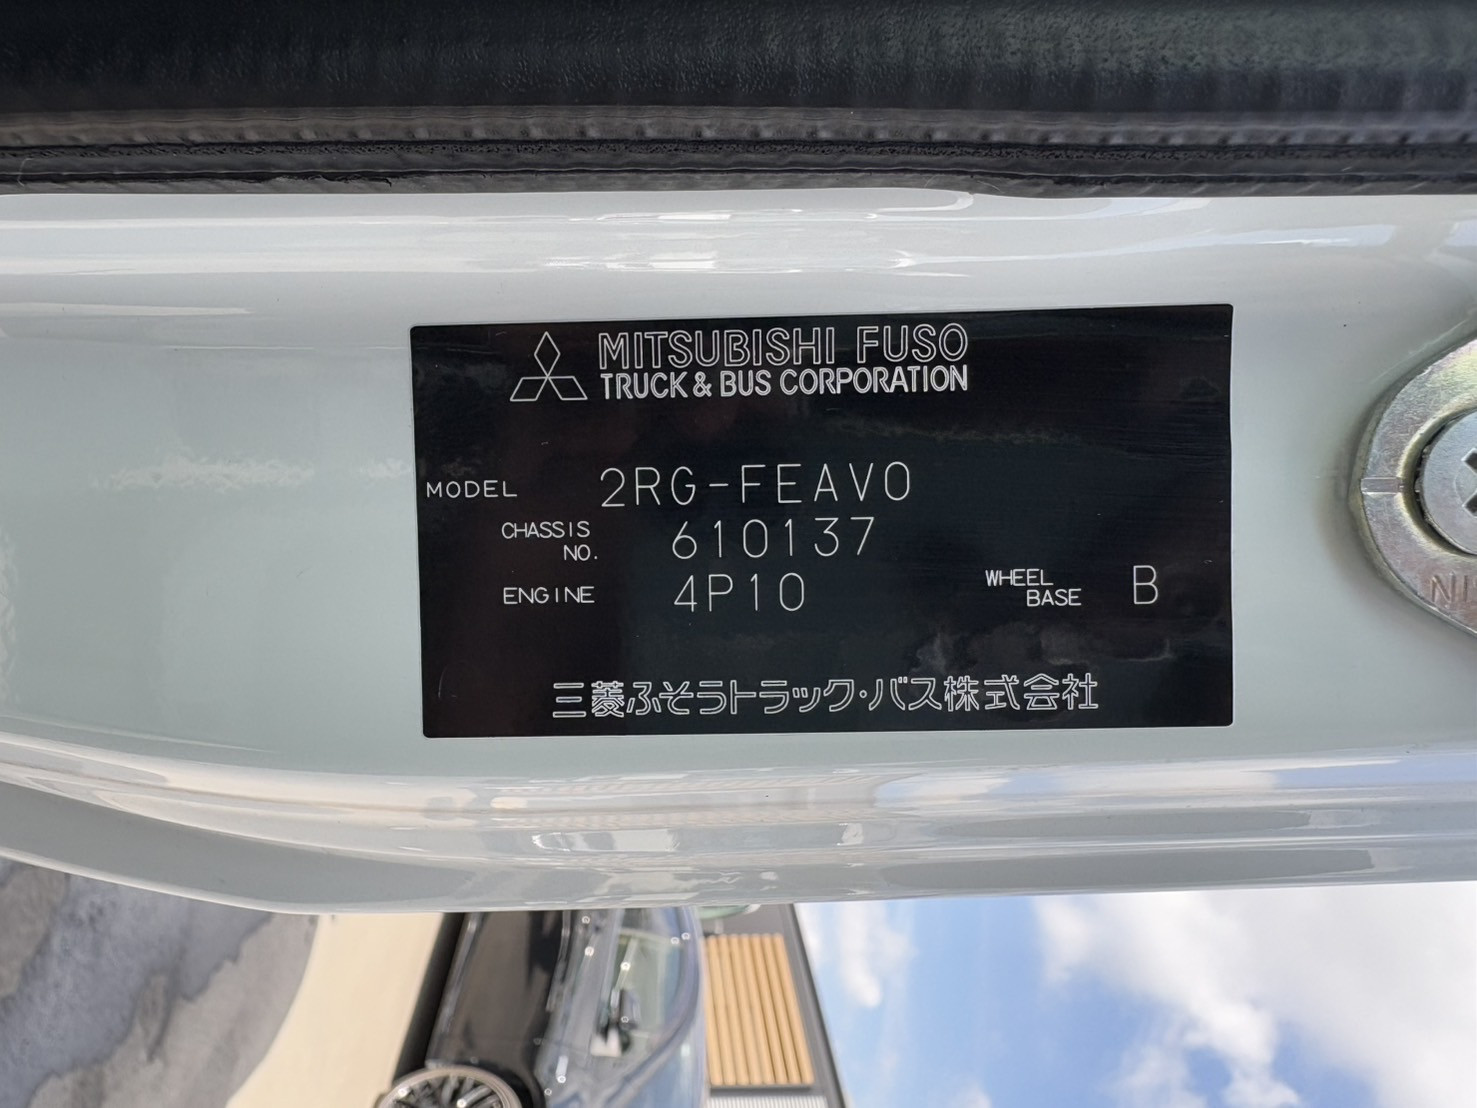 MITSUBISHI FUSO
TRUCK & BUS CORPORATION
MODEL 2RG-FEAV0
CHASSIS NO. 610137
ENGINE 4P10 WHEEL BASE B
三菱ふそうトラック・バス株式会社